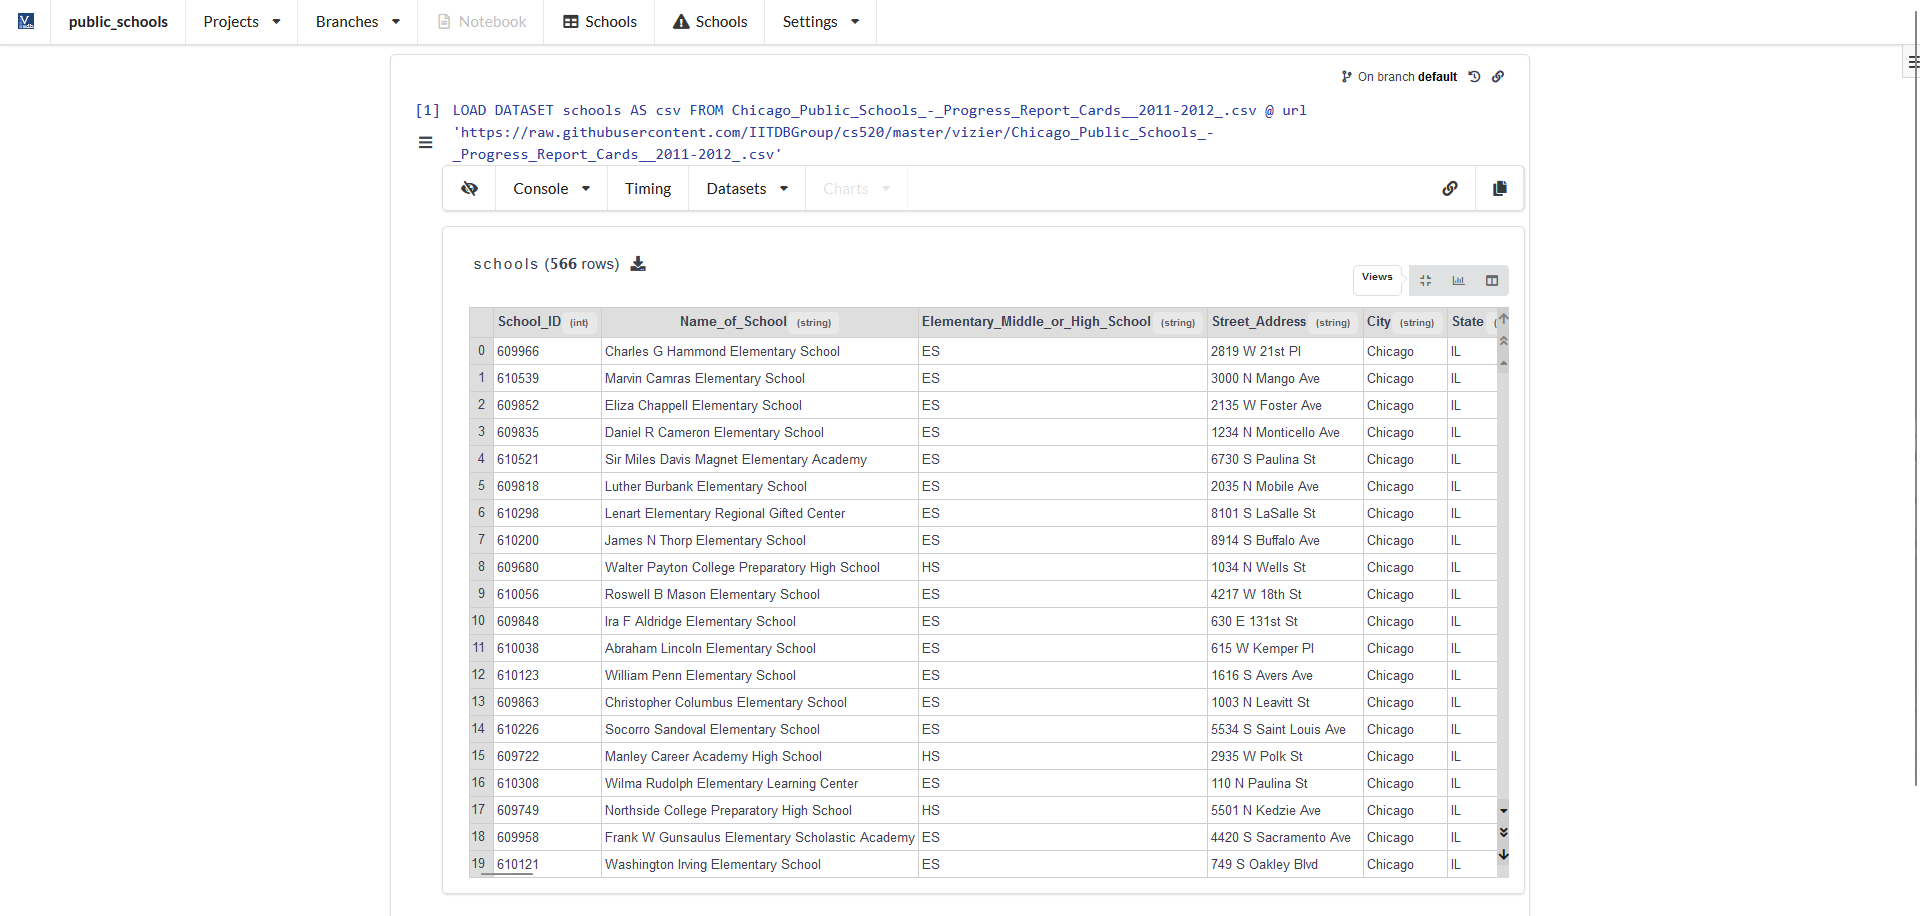 public_schools Projects Branches Notebook Schools Schools Settings
On branch default
[1] LOAD DATASET schools AS csv FROM Chicago_Public_Schools_-_Progress_Report_Cards__2011-2012_.csv @ url
'https://raw.githubusercontent.com/IITDBGroup/cs520/master/vizier/Chicago_Public_Schools_-
_Progress_Report_Cards__2011-2012_.csv'
Console Timing Datasets Charts
schools (566 rows)
Views
School_ID (int) Name_of_School (string) Elementary_Middle_or_High_School (string) Street_Address (string) City (string) State
0 609966 Charles G Hammond Elementary School ES 2819 W 21st Pl Chicago IL
1 610539 Marvin Camras Elementary School ES 3000 N Mango Ave Chicago IL
2 609852 Eliza Chappell Elementary School ES 2135 W Foster Ave Chicago IL
3 609835 Daniel R Cameron Elementary School ES 1234 N Monticello Ave Chicago IL
4 610521 Sir Miles Davis Magnet Elementary Academy ES 6730 S Paulina St Chicago IL
5 609818 Luther Burbank Elementary School ES 2035 N Mobile Ave Chicago IL
6 610298 Lenart Elementary Regional Gifted Center ES 8101 S LaSalle St Chicago IL
7 610200 James N Thorp Elementary School ES 8914 S Buffalo Ave Chicago IL
8 609680 Walter Payton College Preparatory High School HS 1034 N Wells St Chicago IL
9 610056 Roswell B Mason Elementary School ES 4217 W 18th St Chicago IL
10 609848 Ira F Aldridge Elementary School ES 630 E 131st St Chicago IL
11 610038 Abraham Lincoln Elementary School ES 615 W Kemper Pl Chicago IL
12 610123 William Penn Elementary School ES 1616 S Avers Ave Chicago IL
13 609863 Christopher Columbus Elementary School ES 1003 N Leavitt St Chicago IL
14 610226 Socorro Sandoval Elementary School ES 5534 S Saint Louis Ave Chicago IL
15 609722 Manley Career Academy High School HS 2935 W Polk St Chicago IL
16 610308 Wilma Rudolph Elementary Learning Center ES 110 N Paulina St Chicago IL
17 609749 Northside College Preparatory High School HS 5501 N Kedzie Ave Chicago IL
18 609958 Frank W Gunsaulus Elementary Scholastic Academy ES 4420 S Sacramento Ave Chicago IL
19 610121 Washington Irving Elementary School ES 749 S Oakley Blvd Chicago IL